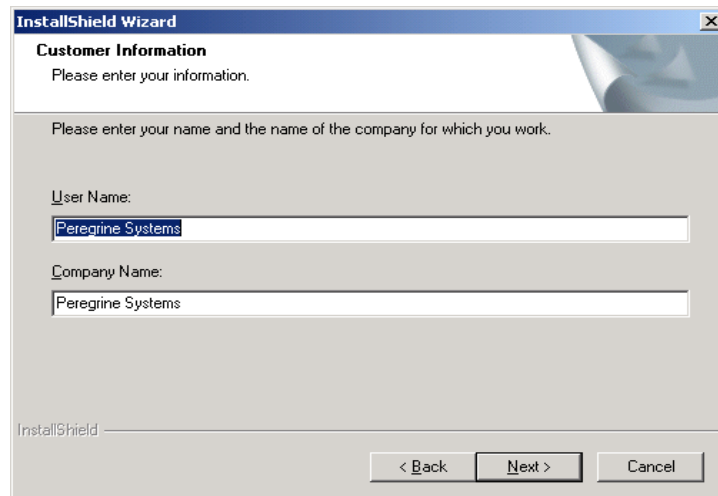 InstallShield Wizard
Customer Information
Please enter your information.
Please enter your name and the name of the company for which you work.
User Name:
Peregrine Systems
Company Name:
Peregrine Systems
InstallShield
< Back Next > Cancel